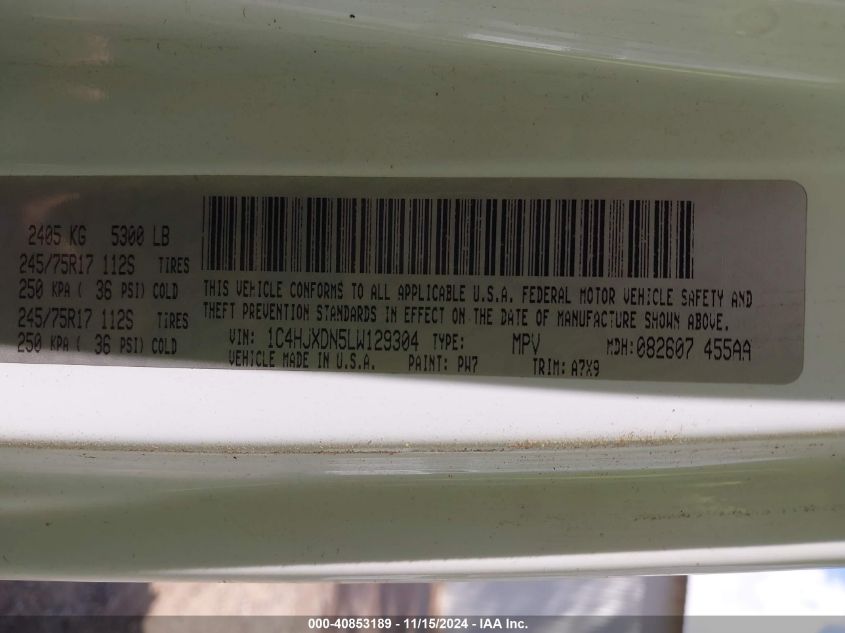 2405 KG 5300 LB
245/75R17 112S TIRES
250 KPA ( 36 PSI) COLD
245/75R17 112S TIRES
250 KPA ( 36 PSI) COLD
THIS VEHICLE CONFORMS TO ALL APPLICABLE U.S.A. FEDERAL MOTOR VEHICLE SAFETY AND
THEFT PREVENTION STANDARDS IN EFFECT ON THE DATE OF MANUFACTURE SHOWN ABOVE.
VIN: 1C4HJXDN5LW129304 TYPE: MPV MDH:082607 455AA
VEHICLE MADE IN U.S.A. PAINT: PW7 TRIM: A7X9
000-40853189 - 11/15/2024 - IAA Inc.